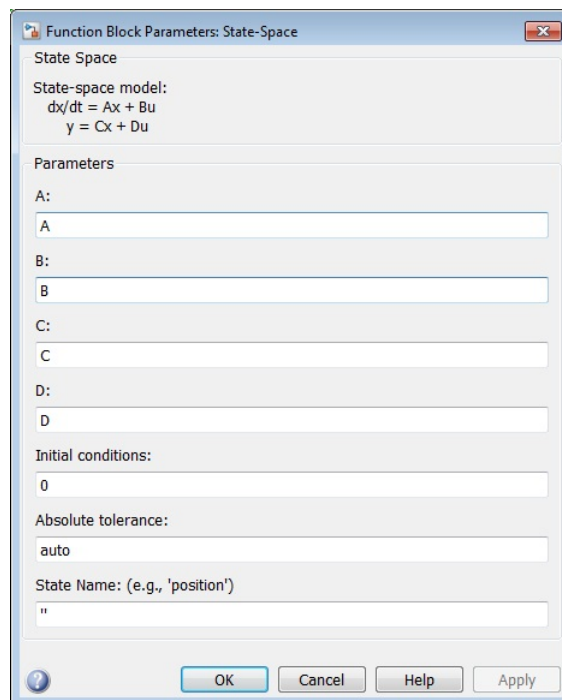 Function Block Parameters: State-Space
State Space
State-space model:
dx/dt = Ax + Bu
y = Cx + Du
Parameters
A:
A
B:
B
C:
C
D:
D
Initial conditions:
0
Absolute tolerance:
auto
State Name: (e.g., 'position')
''
OK Cancel Help Apply